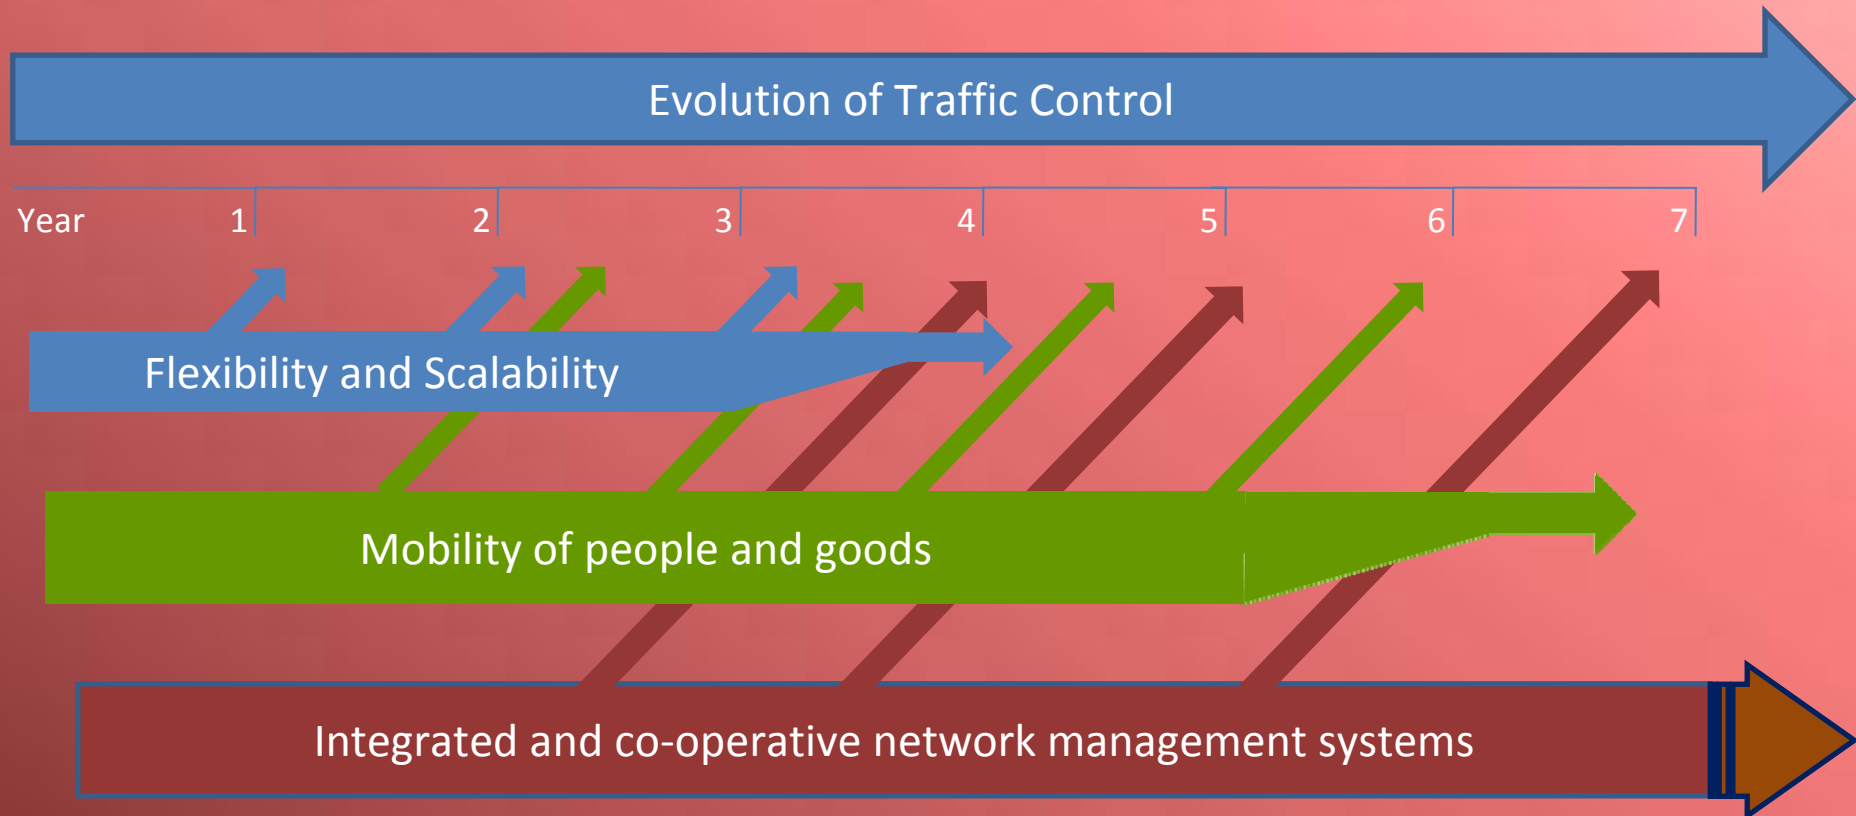 Evolution of Traffic Control
Year 1 2 3 4 5 6 7
Flexibility and Scalability
Mobility of people and goods
Integrated and co-operative network management systems